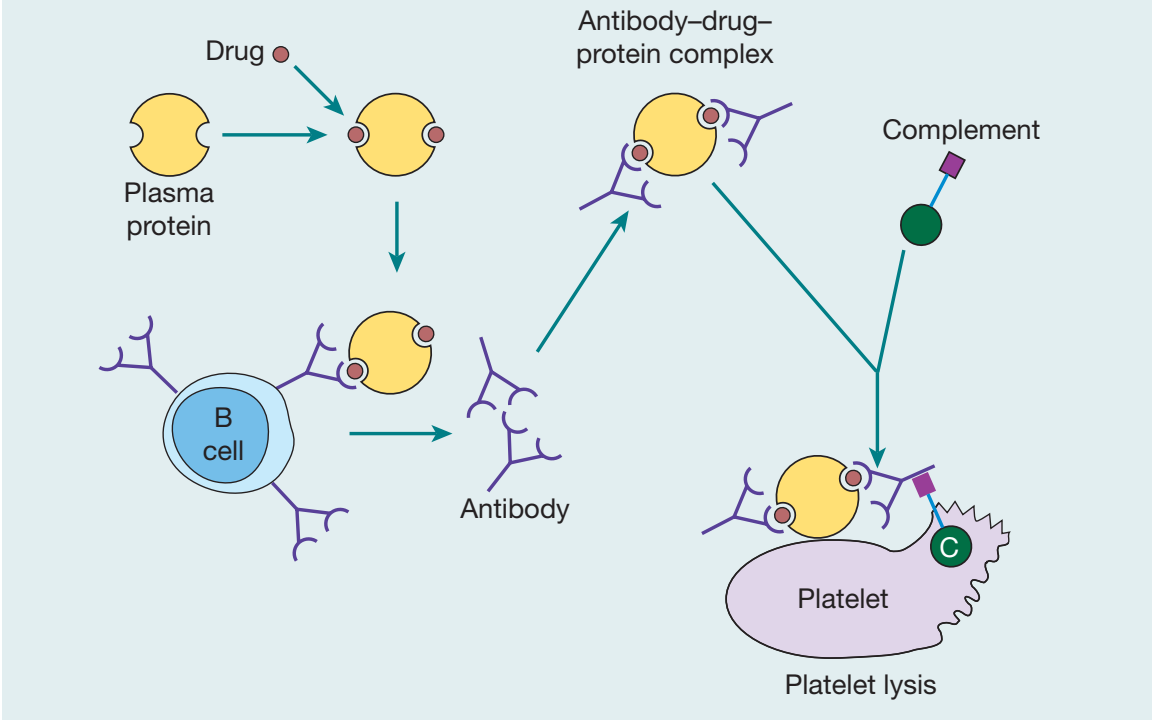 Drug
Plasma
protein
Antibody–drug–
protein complex
Complement
B
cell
Antibody
C
Platelet
Platelet lysis